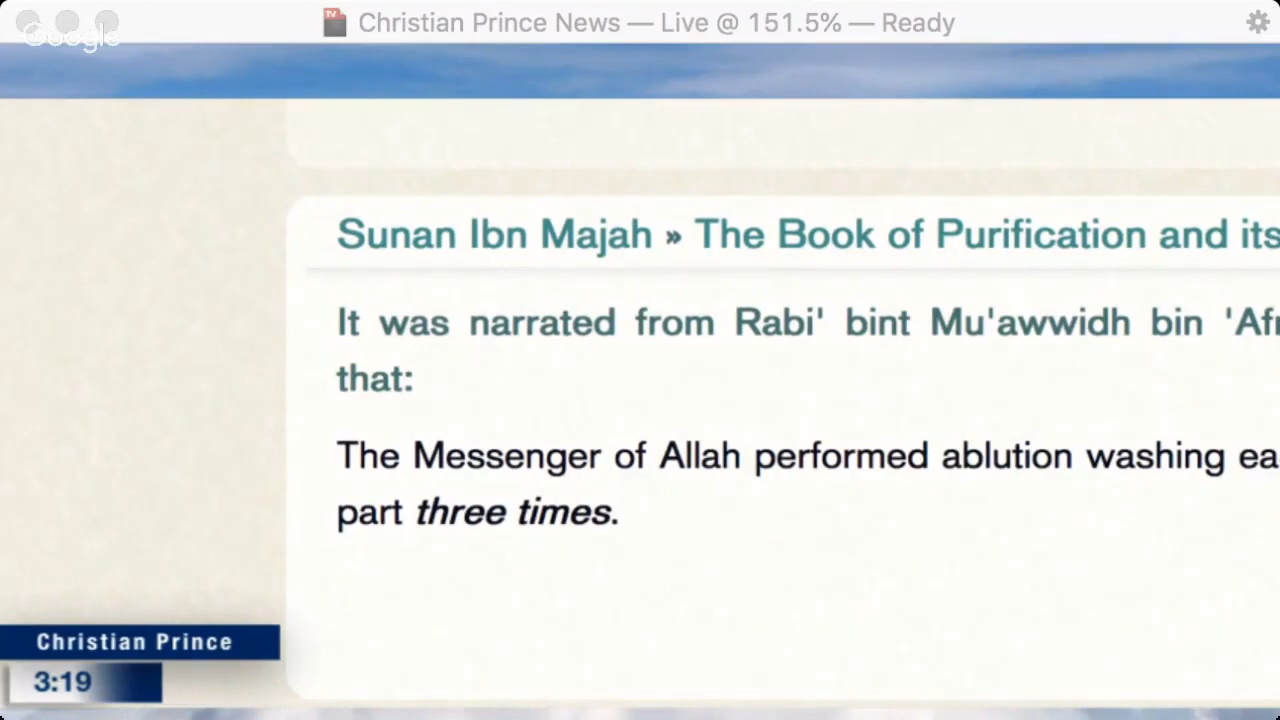 Google
Christian Prince News — Live @ 151.5% — Ready
Sunan Ibn Majah » The Book of Purification and its
It was narrated from Rabi' bint Mu'awwidh bin
that:
The Messenger of Allah performed ablution washing
part three times.
Christian Prince
3:19